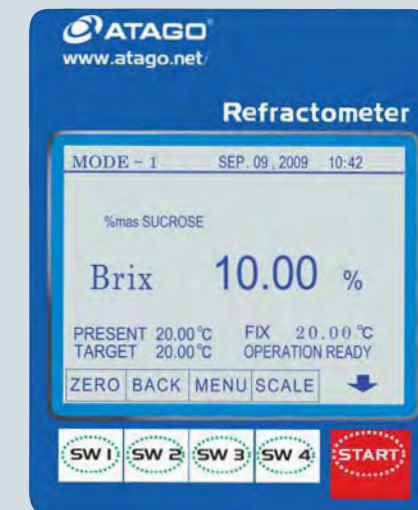 ATAGO®
www.atago.net/
Refractometer
MODE - 1 SEP. 09, 2009 10:42
%mas SUCROSE
Brix 10.00 %
PRESENT 20.00℃ FIX 20.00℃
TARGET 20.00℃ OPERATION READY
ZERO BACK MENU SCALE
SW 1 SW 2 SW 3 SW 4 START